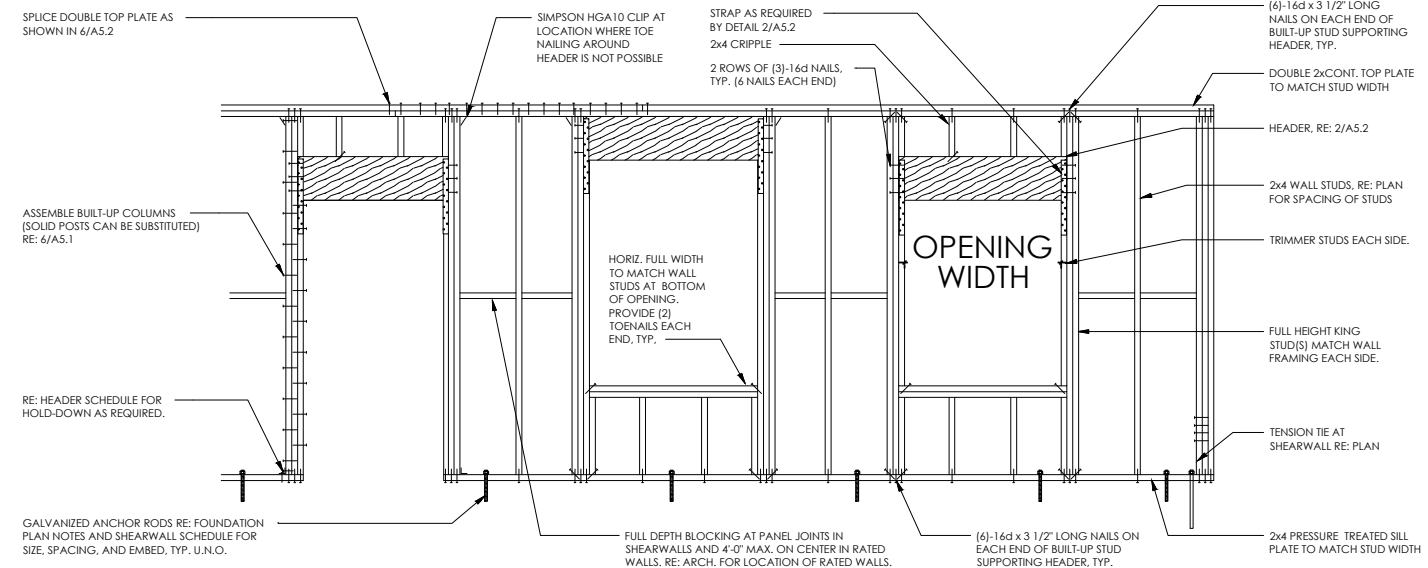 SPLICE DOUBLE TOP PLATE AS
SHOWN IN 6/A5.2
SIMPSON HGA10 CLIP AT
LOCATION WHERE TOE
NAILING AROUND
HEADER IS NOT POSSIBLE
STRAP AS REQUIRED
BY DETAIL 2/A5.2
2x4 CRIPPLE
2 ROWS OF (3)-16d NAILS,
TYP. (6 NAILS EACH END)
(6)-16d x 3 1/2" LONG
NAILS ON EACH END OF
BUILT-UP STUD SUPPORTING
HEADER, TYP.
DOUBLE 2xCONT. TOP PLATE
TO MATCH STUD WIDTH
HEADER, RE: 2/A5.2
2x4 WALL STUDS, RE: PLAN
FOR SPACING OF STUDS
TRIMMER STUDS EACH SIDE.
ASSEMBLE BUILT-UP COLUMNS
(SOLID POSTS CAN BE SUBSTITUTED)
RE: 6/A5.1
OPENING
WIDTH
HORIZ. FULL WIDTH
TO MATCH WALL
STUDS AT BOTTOM
OF OPENING.
PROVIDE (2)
TOENAILS EACH
END, TYP.
FULL HEIGHT KING
STUD(S) MATCH WALL
FRAMING EACH SIDE.
RE: HEADER SCHEDULE FOR
HOLD-DOWN AS REQUIRED.
TENSION TIE AT
SHEARWALL RE: PLAN
GALVANIZED ANCHOR RODS RE: FOUNDATION
PLAN NOTES AND SHEARWALL SCHEDULE FOR
SIZE, SPACING, AND EMBED, TYP. U.N.O.
FULL DEPTH BLOCKING AT PANEL JOINTS IN
SHEARWALLS AND 4'-0" MAX. ON CENTER IN RATED
WALLS. RE: ARCH. FOR LOCATION OF RATED WALLS.
(6)-16d x 3 1/2" LONG NAILS ON
EACH END OF BUILT-UP STUD
SUPPORTING HEADER, TYP.
2x4 PRESSURE TREATED SILL
PLATE TO MATCH STUD WIDTH